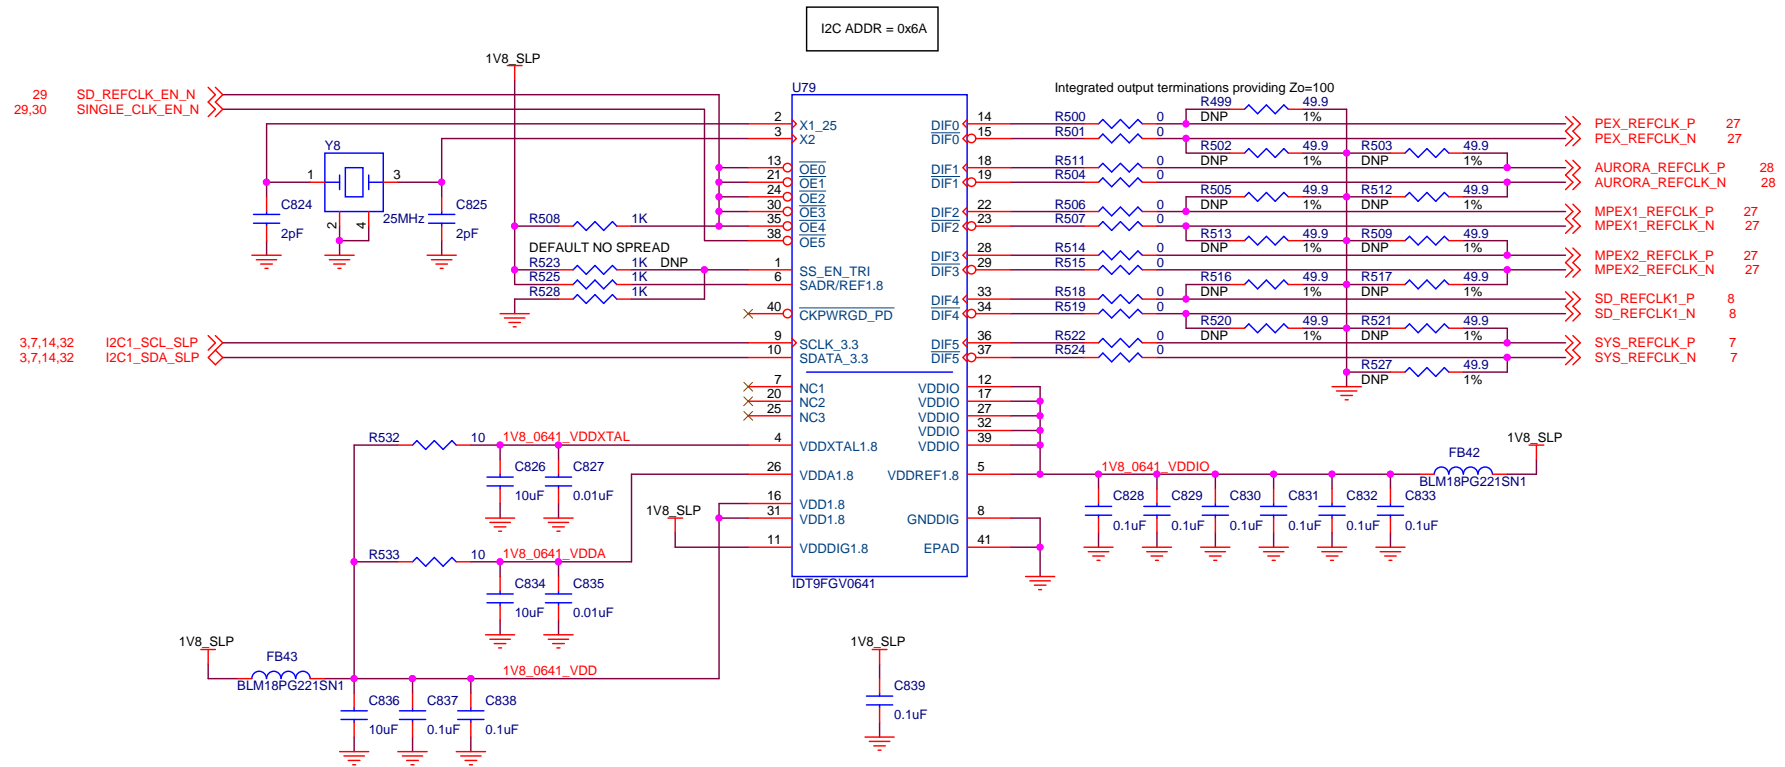 I2C ADDR = 0x6A
1V8_SLP
29 SD_REFCLK_EN_N
29,30 SINGLE_CLK_EN_N
U79
Integrated output terminations providing Zo=100
R499 49.9
DNP 1%
2 X1_25
3 X2
DIF0 14
DIF0 15
R500 0
R501 0
PEX_REFCLK_P 27
PEX_REFCLK_N 27
R502 49.9
DNP 1%
R503 49.9
DNP 1%
Y8
1
3
2
4
25MHz
C824
2pF
C825
2pF
13 OE0
21 OE1
24 OE2
30 OE3
35 OE4
38 OE5
DIF1 18
DIF1 19
R511 0
R504 0
AURORA_REFCLK_P 28
AURORA_REFCLK_N 28
R505 49.9
DNP 1%
R512 49.9
DNP 1%
DIF2 22
DIF2 23
R506 0
R507 0
MPEX1_REFCLK_P 27
MPEX1_REFCLK_N 27
R508 1K
R513 49.9
DNP 1%
R509 49.9
DNP 1%
DEFAULT NO SPREAD
R523 1K DNP
R525 1K
R528 1K
1 SS_EN_TRI
6 SADR/REF1.8
DIF3 28
DIF3 29
R514 0
R515 0
MPEX2_REFCLK_P 27
MPEX2_REFCLK_N 27
R516 49.9
DNP 1%
R517 49.9
DNP 1%
40 CKPWRGD_PD
DIF4 33
DIF4 34
R518 0
R519 0
SD_REFCLK1_P 8
SD_REFCLK1_N 8
R520 49.9
DNP 1%
R521 49.9
DNP 1%
3,7,14,32 I2C1_SCL_SLP
3,7,14,32 I2C1_SDA_SLP
9 SCLK_3.3
10 SDATA_3.3
DIF5 36
DIF5 37
R522 0
R524 0
SYS_REFCLK_P 7
SYS_REFCLK_N 7
R527 49.9
DNP 1%
7 NC1
20 NC2
25 NC3
VDDIO 12
VDDIO 17
VDDIO 27
VDDIO 32
VDDIO 39
R532 10 1V8_0641_VDDXTAL
4 VDDXTAL1.8
C826
10uF
C827
0.01uF
26 VDDA1.8
VDDREF1.8 5
1V8_0641_VDDIO
FB42
BLM18PG221SN1
1V8_SLP
16 VDD1.8
31 VDD1.8
1V8_SLP
11 VDDDIG1.8
GNDDIG 8
EPAD 41
C828
0.1uF
C829
0.1uF
C830
0.1uF
C831
0.1uF
C832
0.1uF
C833
0.1uF
R533 10 1V8_0641_VDDA
IDT9FGV0641
C834
10uF
C835
0.01uF
1V8_SLP
FB43
BLM18PG221SN1
1V8_0641_VDD
C836
10uF
C837
0.1uF
C838
0.1uF
1V8_SLP
C839
0.1uF